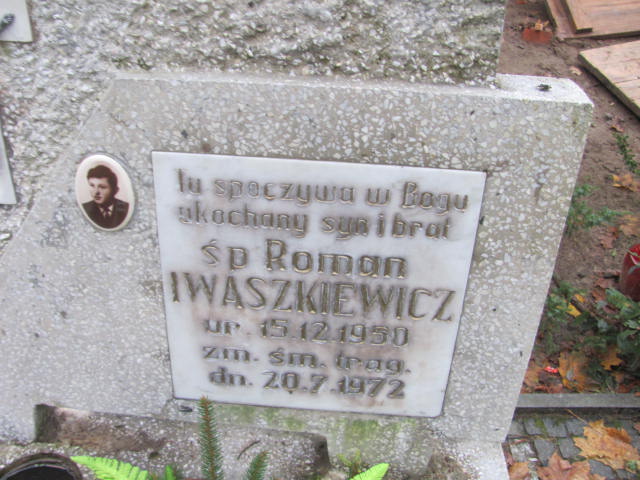 Tu spoczywa w Bogu
ukochany syn i brat
śp Roman
IWASZKIEWICZ
ur. 15.12.1950
zm. śm. trag.
dn. 20.7.1972